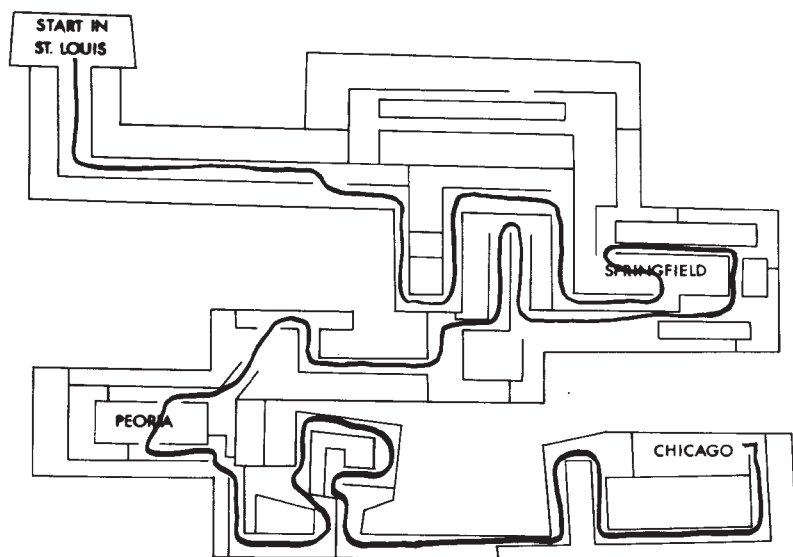 START IN
ST. LOUIS
SPRINGFIELD
PEORIA
CHICAGO